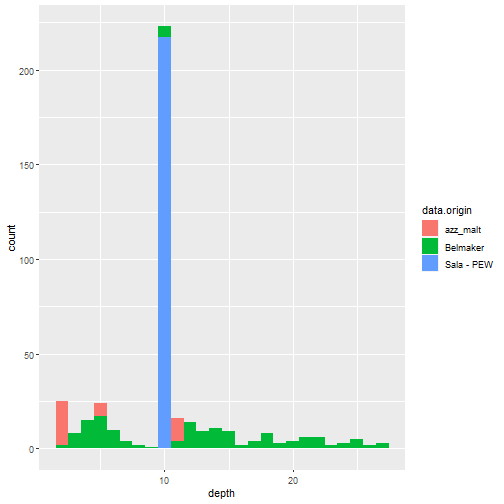 200
150
100
50
0
count
10
20
depth
data.origin
azz_malt
Belmaker
Sala - PEW